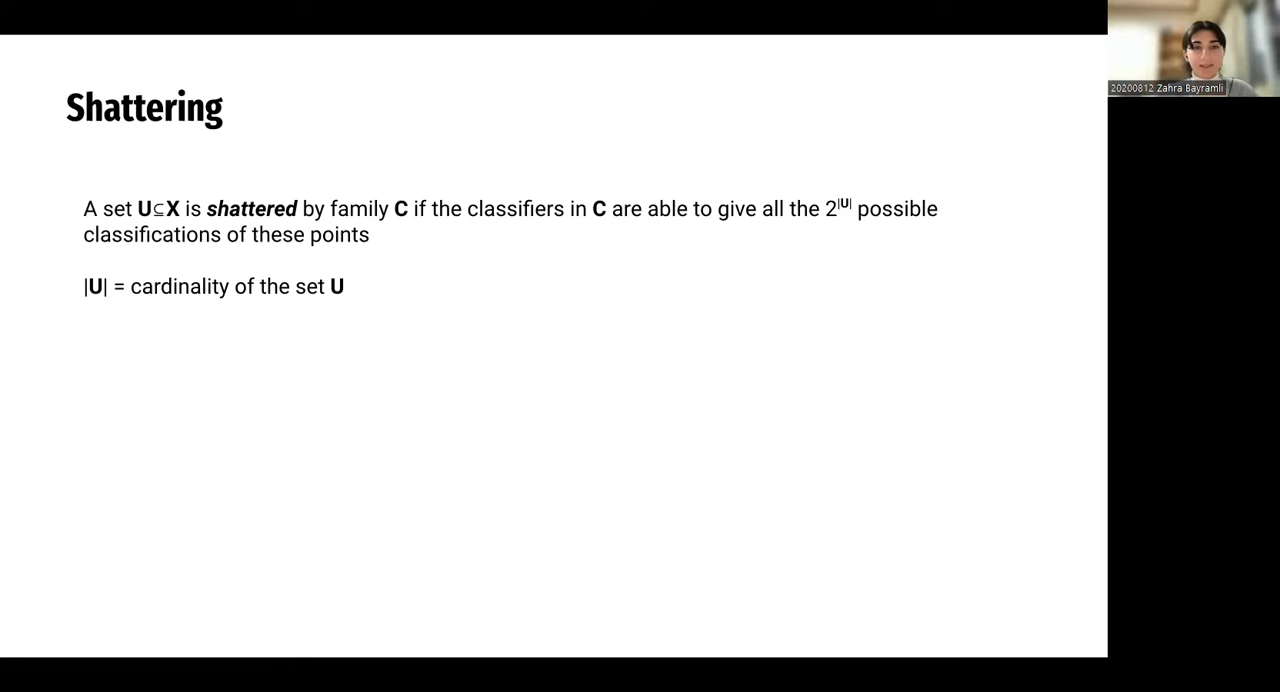 Shattering
A set U⊆X is shattered by family C if the classifiers in C are able to give all the 2|U| possible
classifications of these points
|U| = cardinality of the set U
20200812 Zahra Bayramli